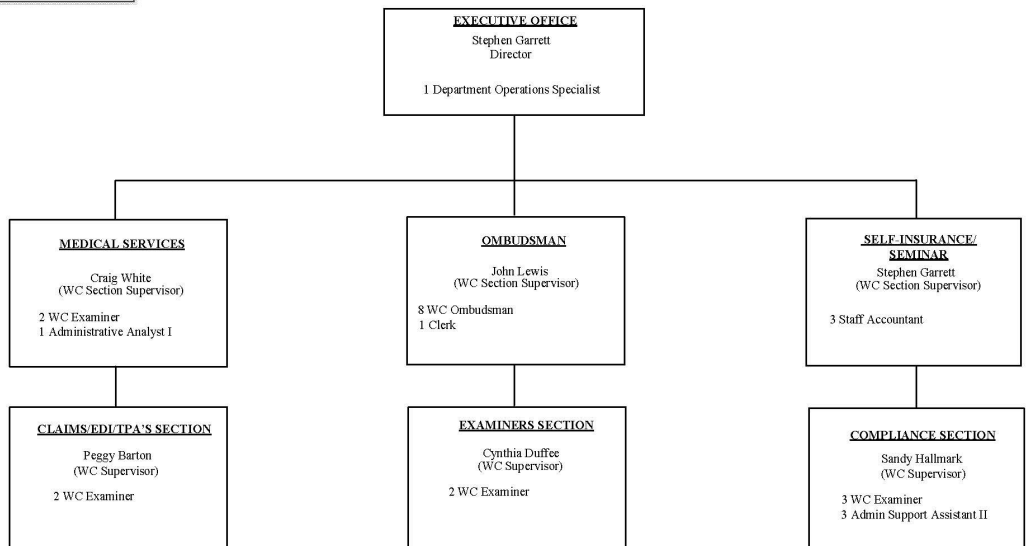 EXECUTIVE OFFICE
Stephen Garrett
Director
1 Department Operations Specialist
MEDICAL SERVICES
Craig White
(WC Section Supervisor)
2 WC Examiner
1 Administrative Analyst I
OMBUDSMAN
John Lewis
(WC Section Supervisor)
8 WC Ombudsman
1 Clerk
SELF-INSURANCE/
SEMINAR
Stephen Garrett
(WC Section Supervisor)
3 Staff Accountant
CLAIMS/EDI/TPA'S SECTION
Peggy Barton
(WC Supervisor)
2 WC Examiner
EXAMINERS SECTION
Cynthia Duffee
(WC Supervisor)
2 WC Examiner
COMPLIANCE SECTION
Sandy Hallmark
(WC Supervisor)
3 WC Examiner
3 Admin Support Assistant II